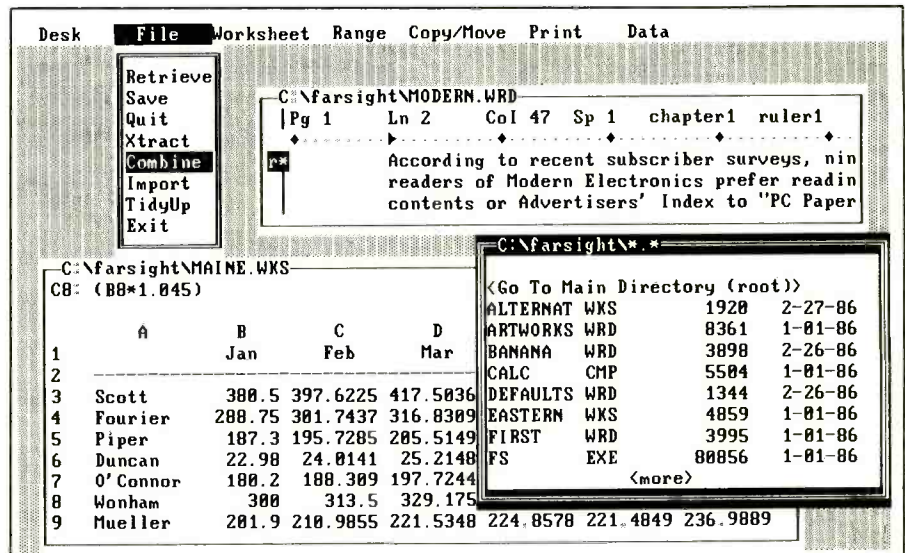 Desk File Worksheet Range Copy/Move Print Data
Retrieve
Save
Quit
Xtract
Combine
Import
TidyUp
Exit
C:\farsight\MODERN.WRD
Pg 1 Ln 2 Col 47 Sp 1 chapter1 ruler1
r* According to recent subscriber surveys, nin
readers of Modern Electronics prefer readin
contents or Advertisers' Index to "PC Paper
C:\farsight\MAINE.WKS
C8: (B8*1.045)
A B C D
1 Jan Feb Mar
2
3 Scott 380.5 397.6225 417.5036
4 Fourier 288.75 301.7437 316.8309
5 Piper 187.3 195.7285 205.5149
6 Duncan 22.98 24.0141 25.2148
7 O'Connor 180.2 188.309 197.7244
8 Wonham 300 313.5 329.175
9 Mueller 201.9 210.9855 221.5348 224.8578 221.4849 236.9889
C:\farsight\*.*
<Go To Main Directory (root)>
ALTERNAT WKS 1920 2-27-86
ARTWORKS WRD 8361 1-01-86
BANANA WRD 3898 2-26-86
CALC CMP 5504 1-01-86
DEFAULTS WRD 1344 2-26-86
EASTERN WKS 4859 1-01-86
FIRST WRD 3995 1-01-86
FS EXE 80856 1-01-86
<more>